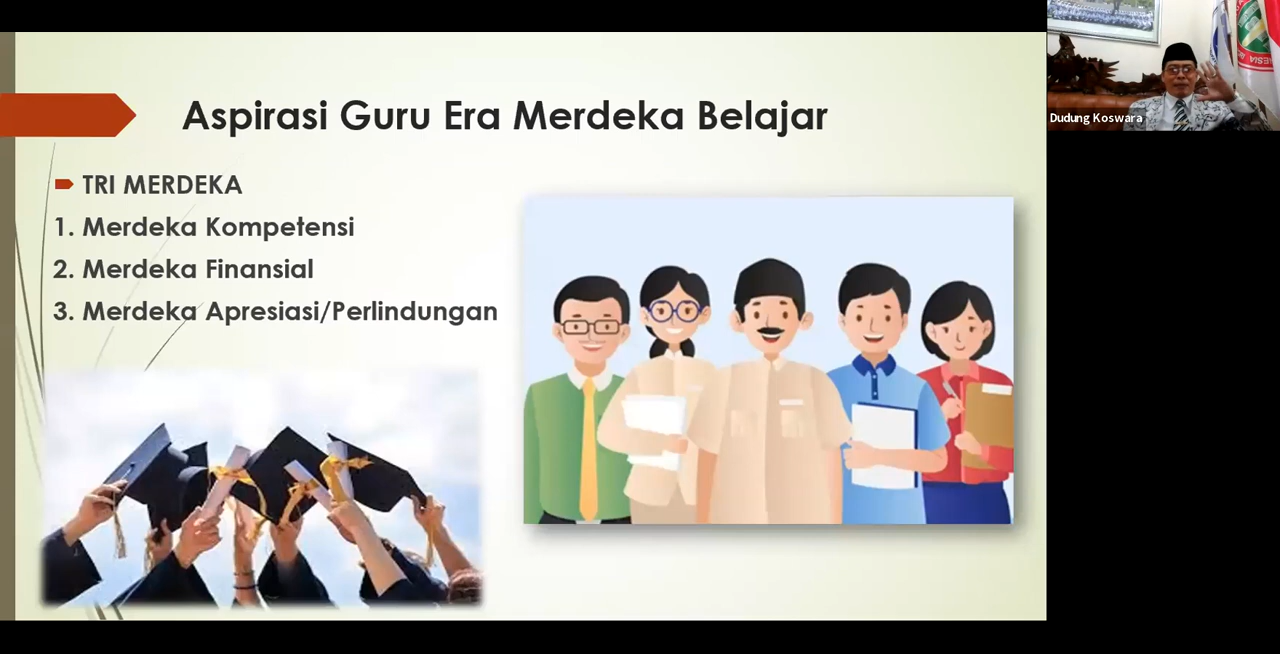 Aspirasi Guru Era Merdeka Belajar
TRI MERDEKA
1. Merdeka Kompetensi
2. Merdeka Finansial
3. Merdeka Apresiasi/Perlindungan
Dudung Koswara